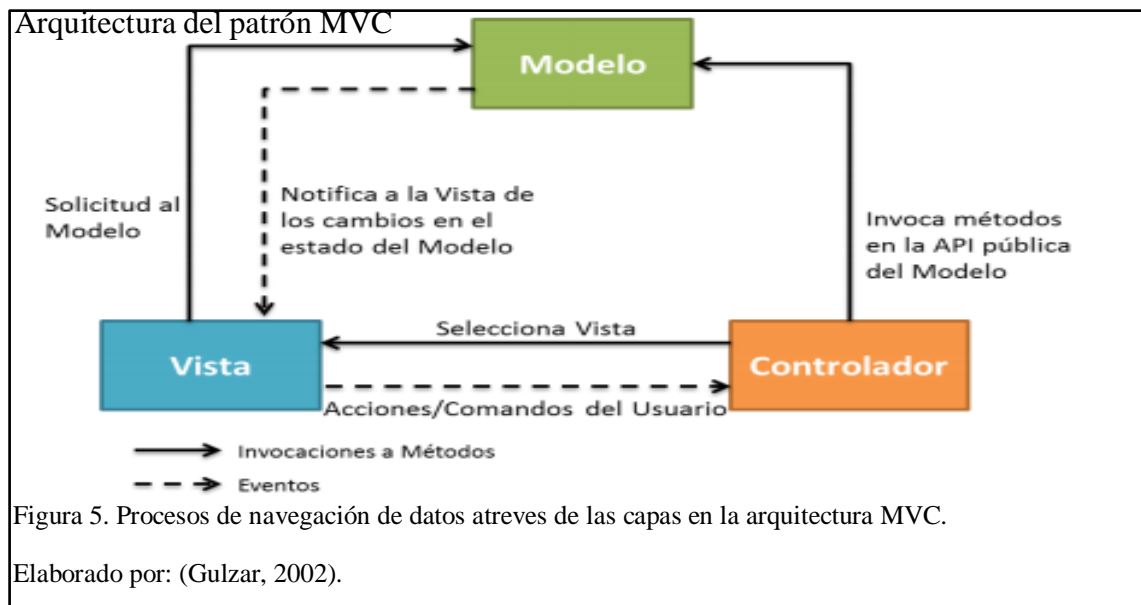 Arquitectura del patrón MVC
Modelo
Solicitud al
Modelo
Notifica a la Vista de
los cambios en el
estado del Modelo
Invoca métodos
en la API pública
del Modelo
Selecciona Vista
Vista
Controlador
Acciones/Comandos del Usuario
Invocaciones a Métodos
Eventos
Figura 5. Procesos de navegación de datos atreves de las capas en la arquitectura MVC.
Elaborado por: (Gulzar, 2002).